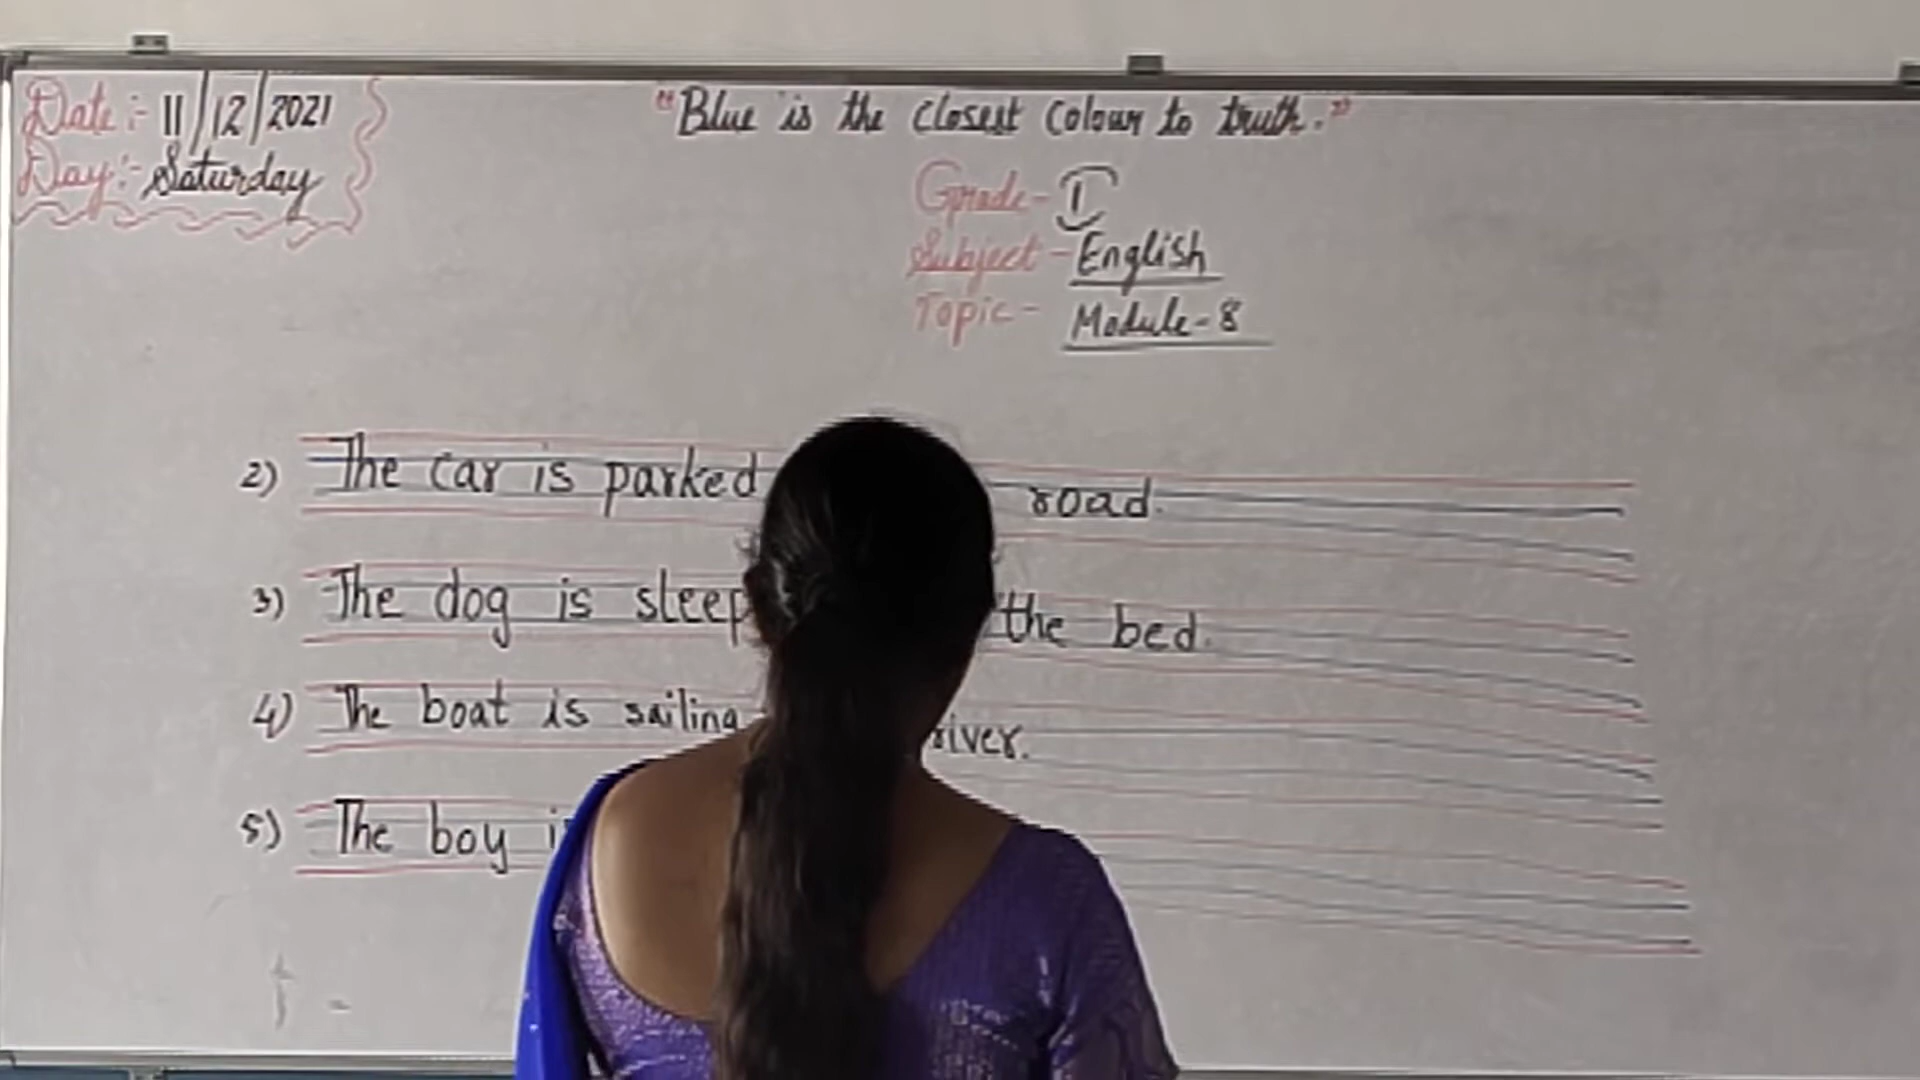 Date:- 11/12/2021
Day:- Saturday
"Blue is the closest colour to truth."
Grade- I
Subject- English
Topic- Module-8
2) The car is parked road.
3) The dog is sleep the bed.
4) The boat is sailing river.
5) The boy i